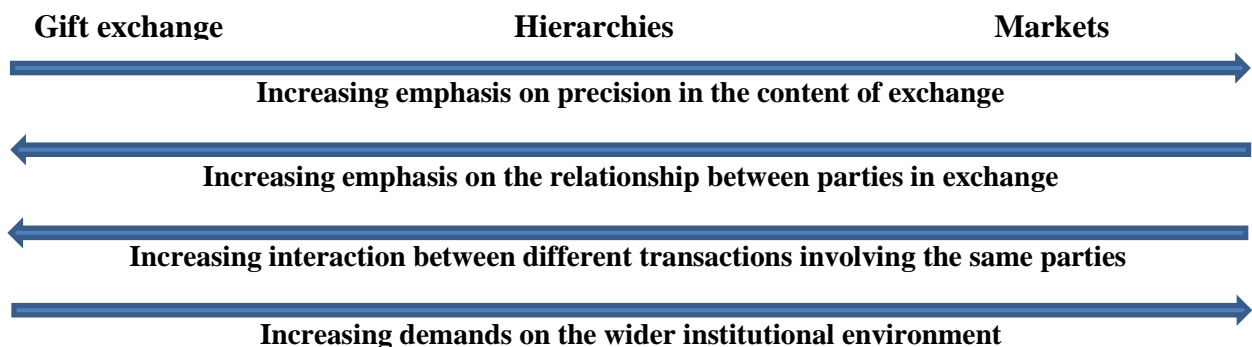 Gift exchange Hierarchies Markets
Increasing emphasis on precision in the content of exchange
Increasing emphasis on the relationship between parties in exchange
Increasing interaction between different transactions involving the same parties
Increasing demands on the wider institutional environment